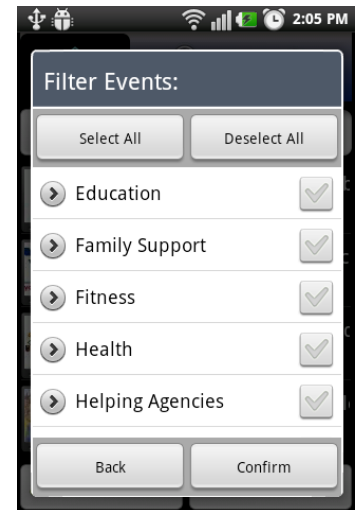 2:05 PM
Filter Events:
Select All
Deselect All
Education
Family Support
Fitness
Health
Helping Agencies
Back
Confirm